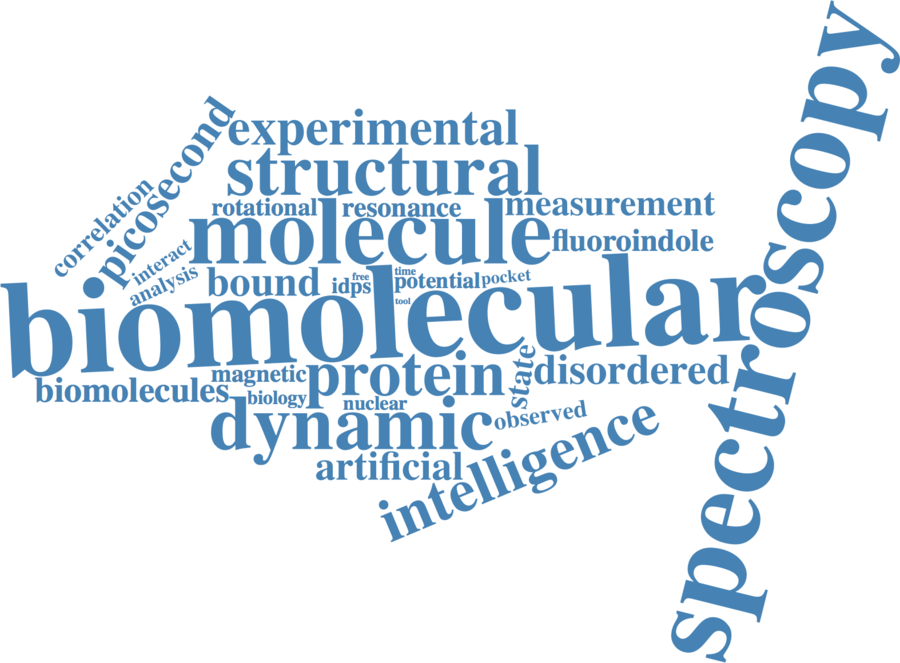 spectroscopy
picosecond
experimental
structural
correlation
rotational
resonance
measurement
molecule
fluoroindole
interact
analysis
bound
idps
free
time
potential
pocket
tool
biomolecular
magnetic
protein
state
disordered
biomolecules
biology
nuclear
dynamic
observed
artificial
intelligence